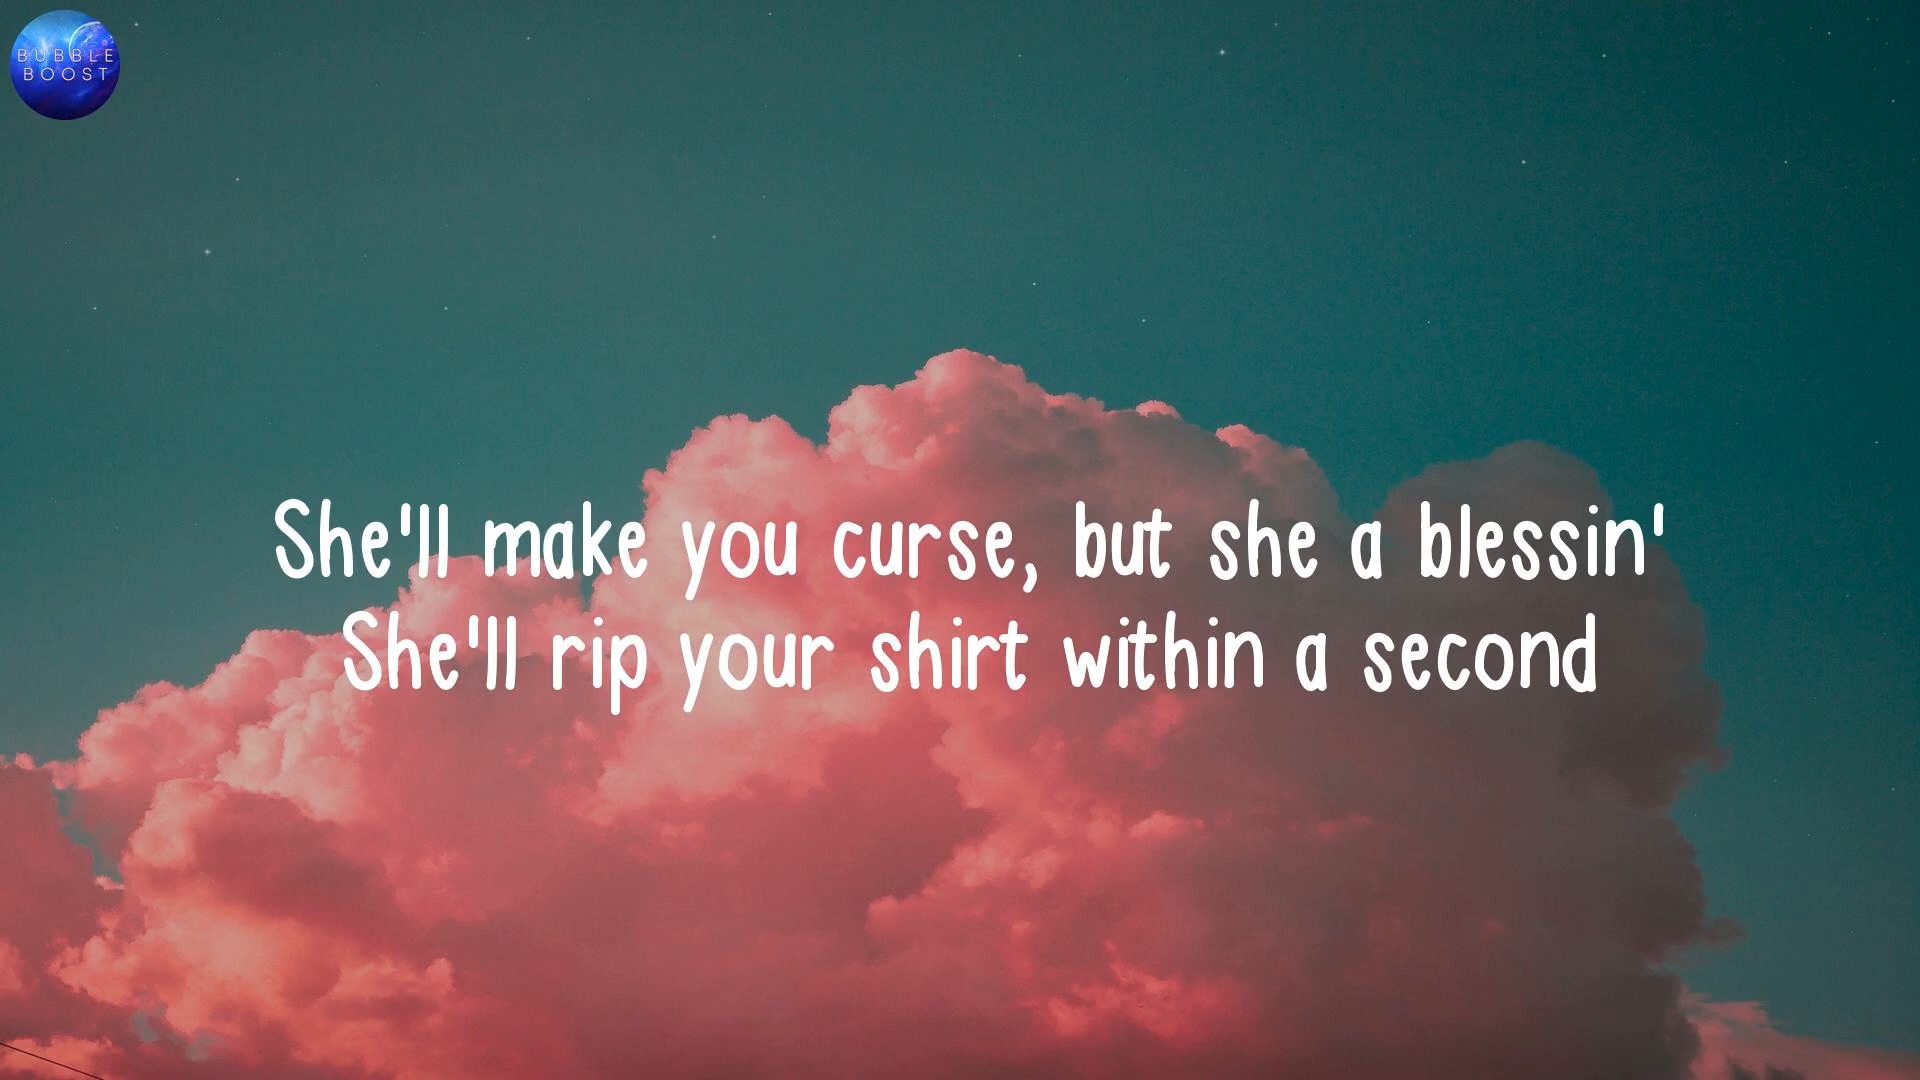 BUBBLE
BOOST
She'll make you curse, but she a blessin'
She'll rip your shirt within a second